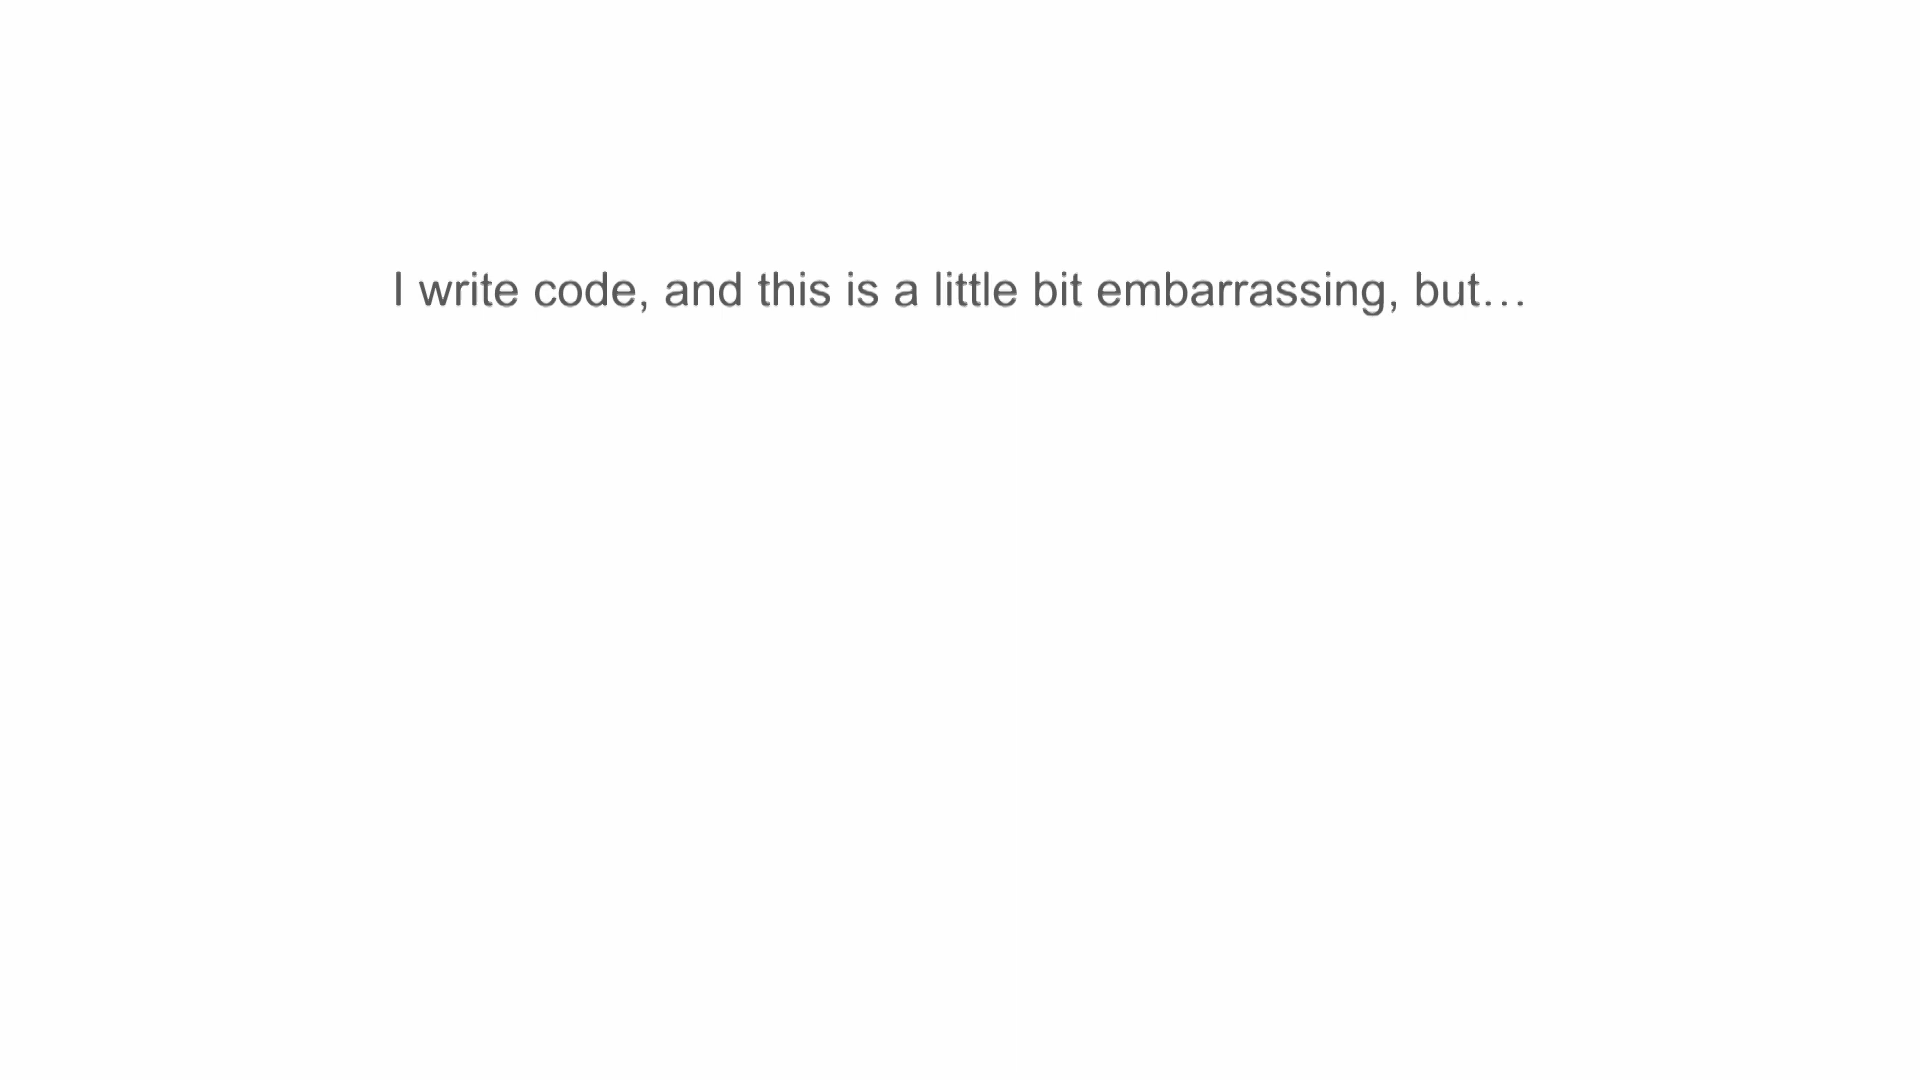 I write code, and this is a little bit embarrassing, but…